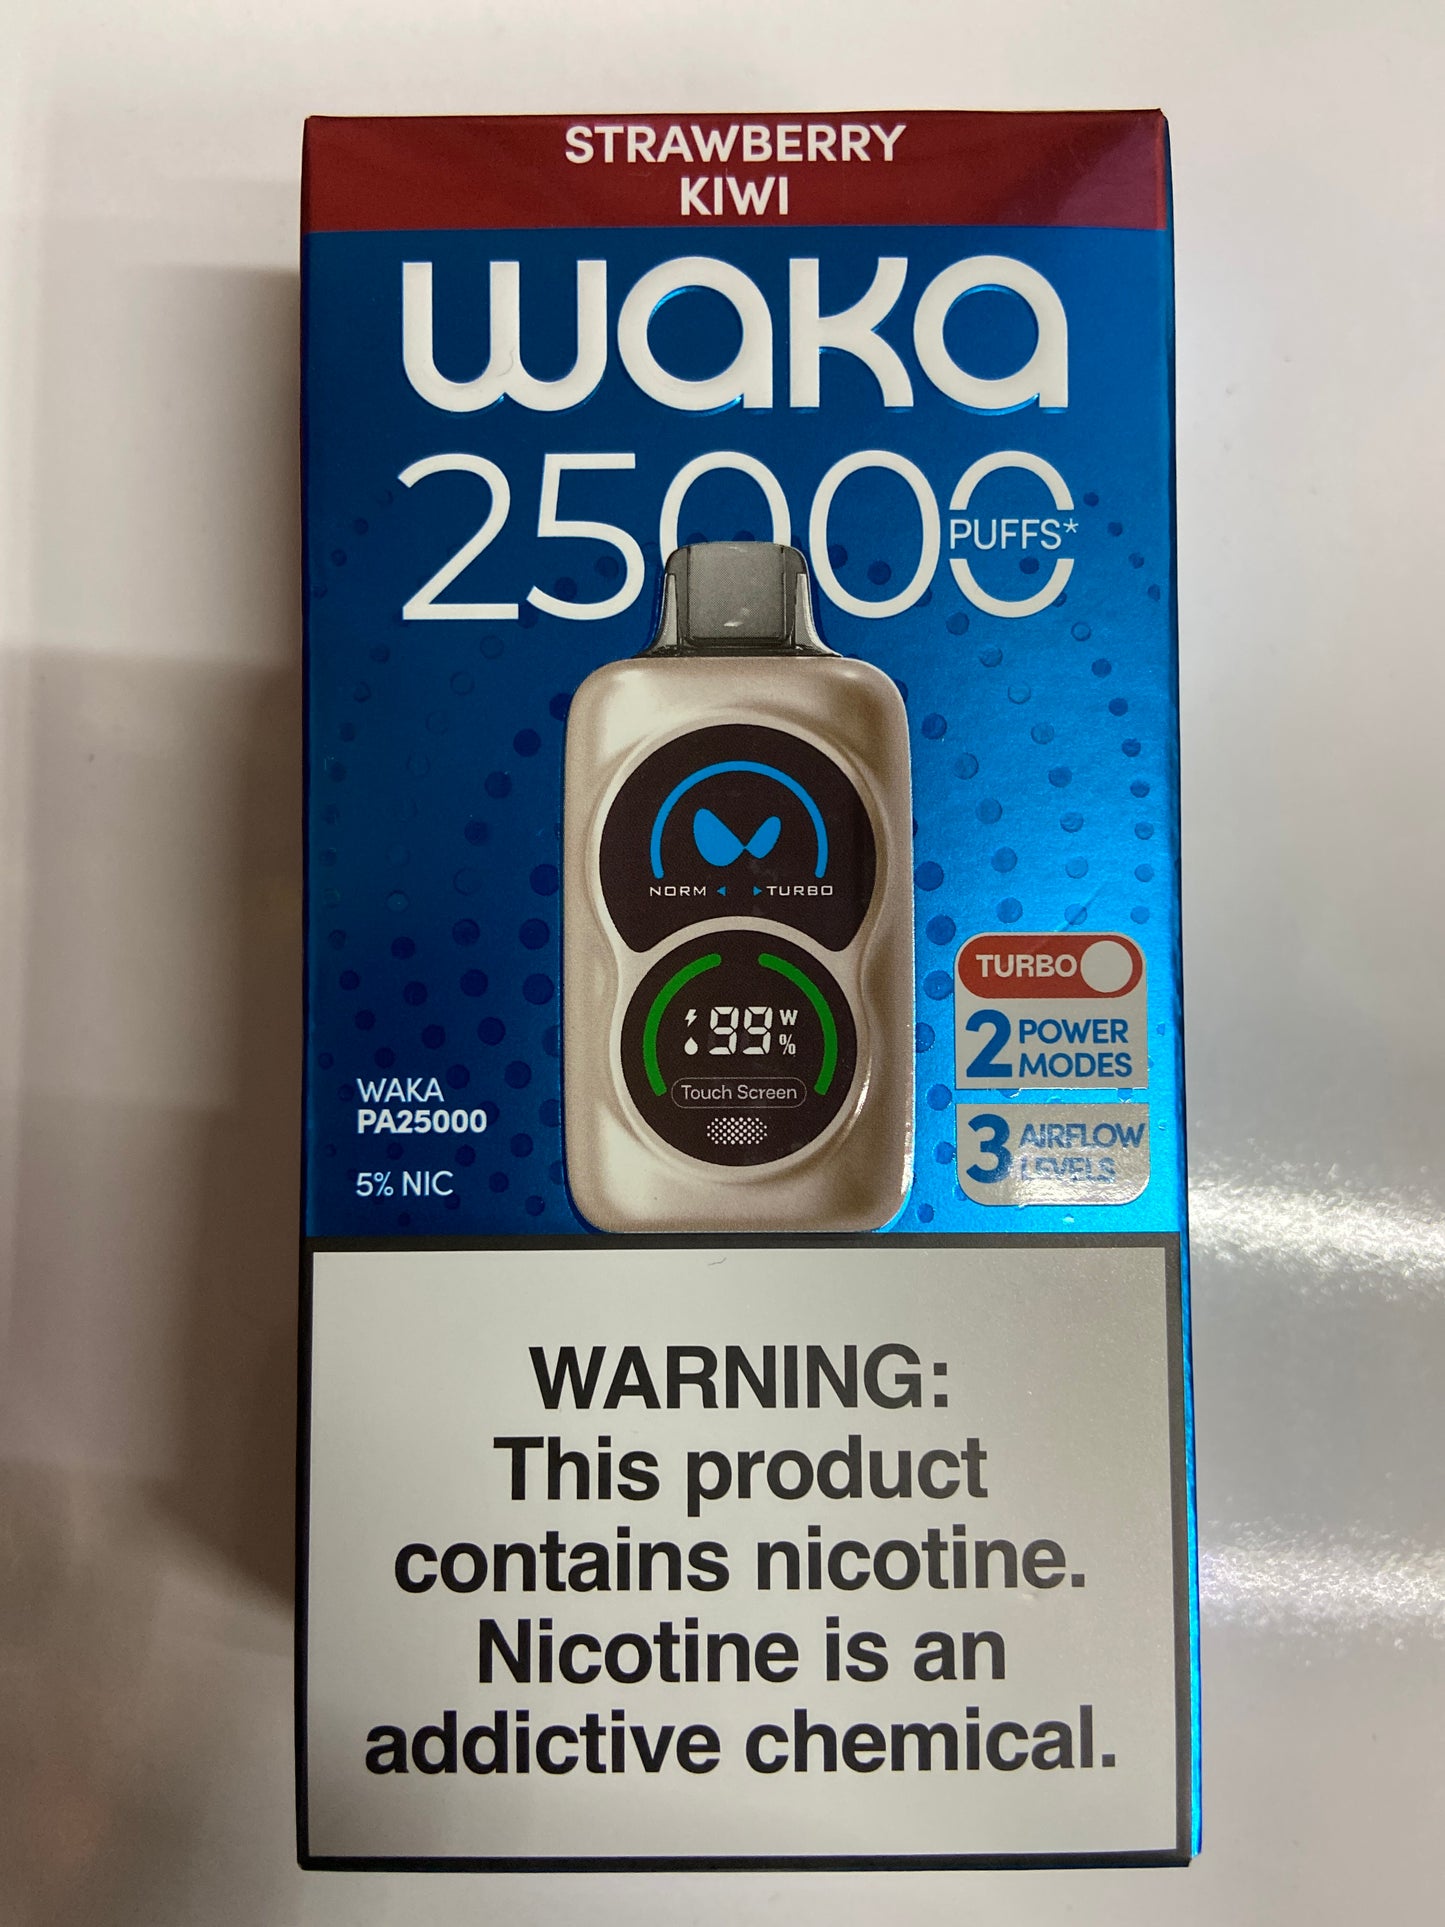 STRAWBERRY
KIWI
waka
25000
PUFFS*
NORM TURBO
99 W
%
Touch Screen
TURBO
2 POWER
MODES
3 AIRFLOW
LEVELS
WAKA
PA25000
5% NIC
WARNING:
This product
contains nicotine.
Nicotine is an
addictive chemical.